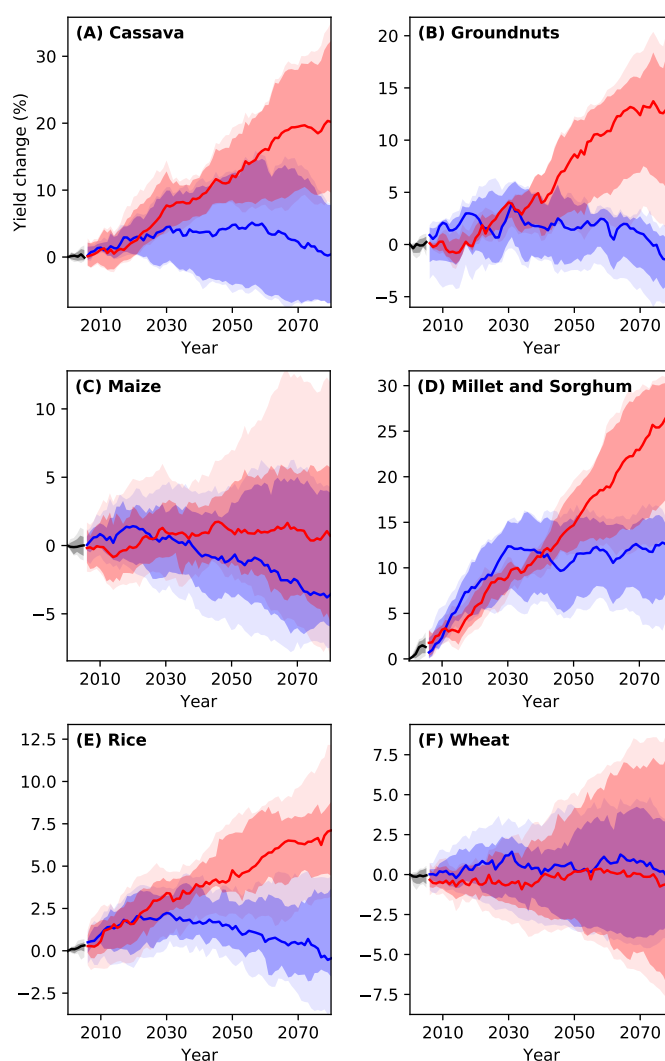 (A) Cassava
(B) Groundnuts
Yield change (%)
30
20
10
0
20
15
10
5
0
−5
2010 2030 2050 2070
2010 2030 2050 2070
Year
Year
(C) Maize
(D) Millet and Sorghum
10
5
0
−5
30
25
20
15
10
5
0
2010 2030 2050 2070
2010 2030 2050 2070
Year
Year
(E) Rice
(F) Wheat
12.5
10.0
7.5
5.0
2.5
0.0
−2.5
7.5
5.0
2.5
0.0
−2.5
−5.0
−7.5
2010 2030 2050 2070
2010 2030 2050 2070
Year
Year